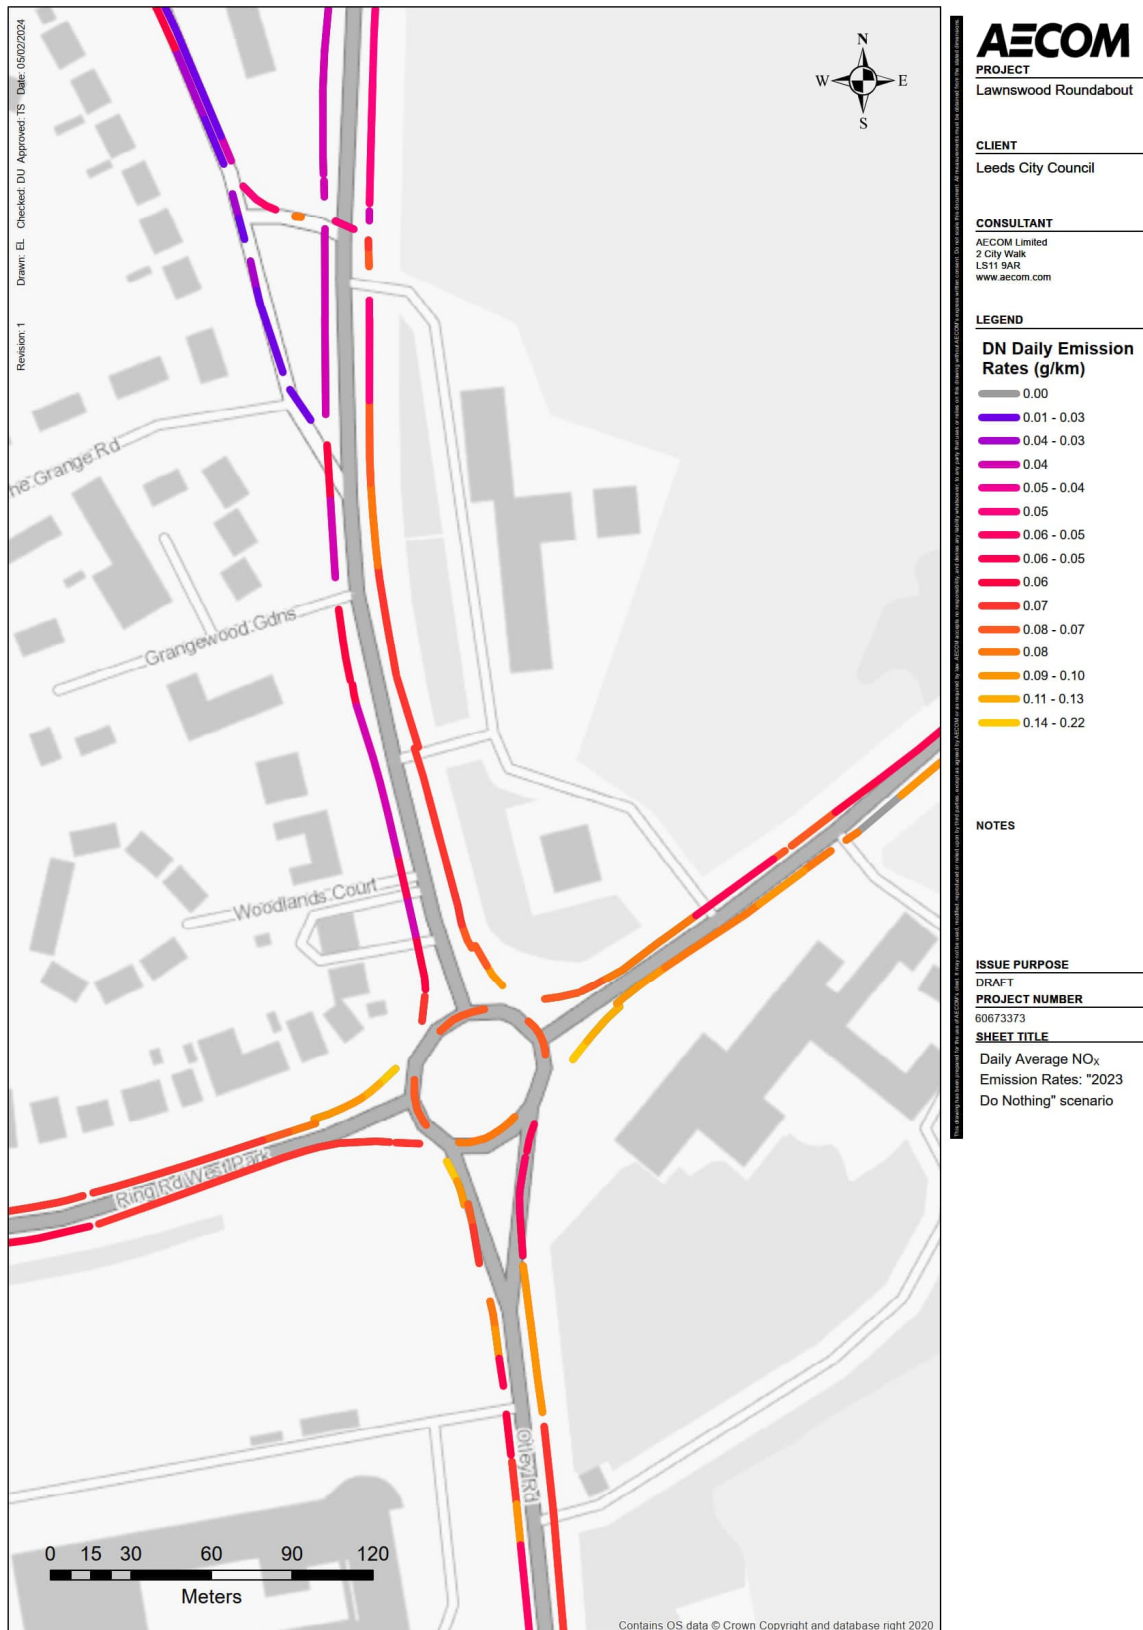 Revision: 1 Drawn: EL Checked: DU Approved: TS Date: 05/02/2024
N
W E
S
he Grange Rd
Grangewood Gdns
Woodlands Court
Ring Rd West Park
Otley Rd
0 15 30 60 90 120
Meters
Contains OS data © Crown Copyright and database right 2020
AECOM
PROJECT
Lawnswood Roundabout
CLIENT
Leeds City Council
CONSULTANT
AECOM Limited
2 City Walk
LS11 9AR
www.aecom.com
LEGEND
DN Daily Emission
Rates (g/km)
0.00
0.01 - 0.03
0.04 - 0.03
0.04
0.05 - 0.04
0.05
0.06 - 0.05
0.06 - 0.05
0.06
0.07
0.08 - 0.07
0.08
0.09 - 0.10
0.11 - 0.13
0.14 - 0.22
NOTES
ISSUE PURPOSE
DRAFT
PROJECT NUMBER
60673373
SHEET TITLE
Daily Average NOX
Emission Rates: "2023
Do Nothing" scenario